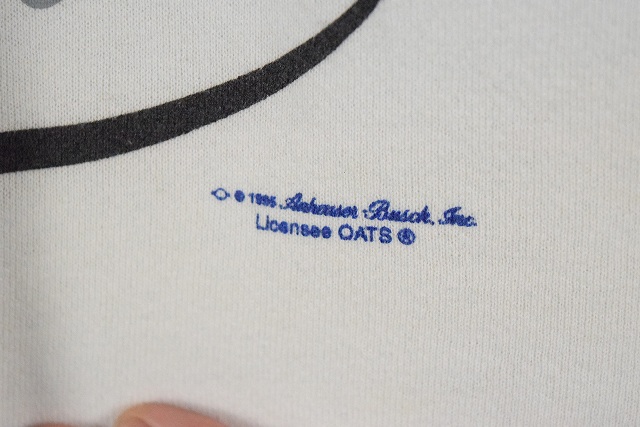 © 1995 Anheuser-Busch, Inc.
Licensee OATS ®